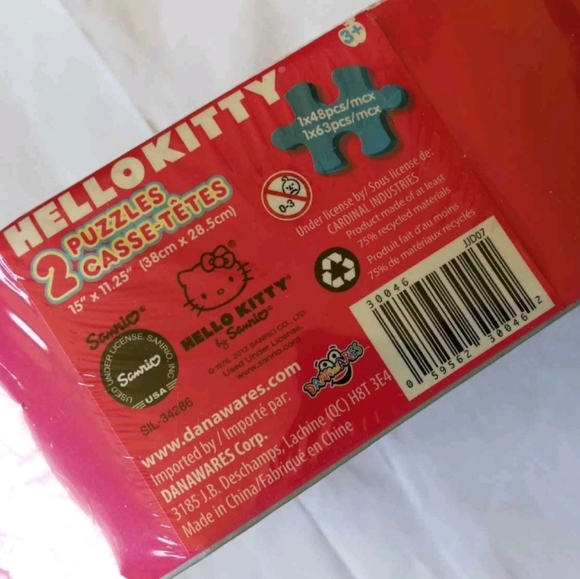 3+
HELLO KITTY®
2 PUZZLES
CASSE-TÊTES
15" x 11.25" (38cm x 28.5cm)
1x48pcs/mcx
1x63pcs/mcx
0-3
Under license by/ Sous license de:
CARDINAL INDUSTRIES
Product made of at least
75% recycled materials
Produit fait d'au moins
75% de matériaux recyclés
JJD07
30046
0 59562 30046 2
Sanrio®
USED UNDER LICENSE. SANRIO, INC.
Sanrio
USA
SIL-34286
HELLO KITTY®
by Sanrio®
SANRIO CO., LTD.
Used Under License.
www.sanrio.com
DANAWARES
www.danawares.com
Imported by / Importé par:
DANAWARES Corp.
3185 J.B. Deschamps, Lachine (QC) H8T 3E4
Made in China/Fabriqué en Chine